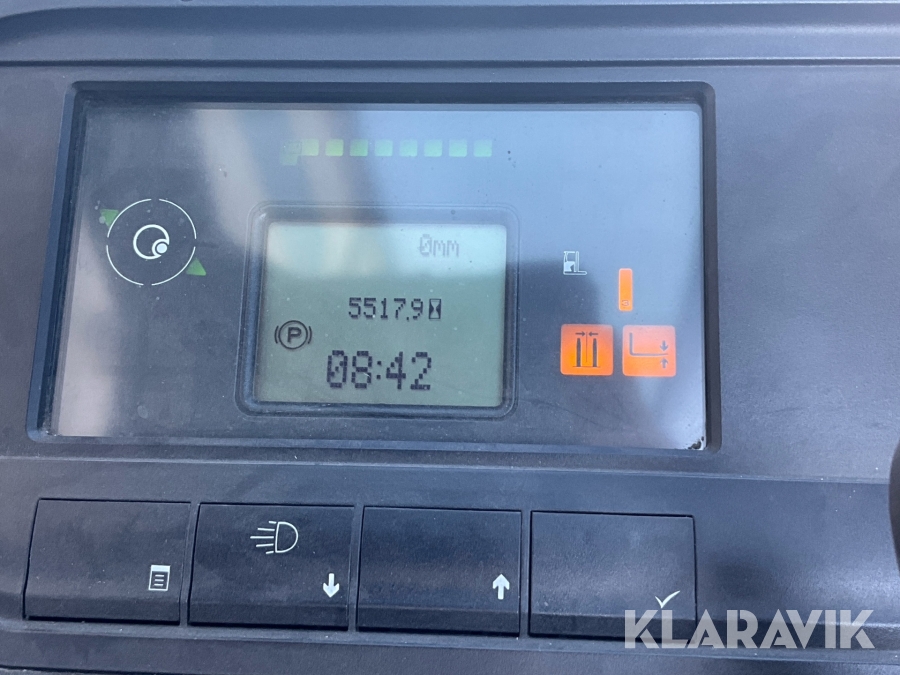 0mm
5517,9
P
08:42
KLARAVIK